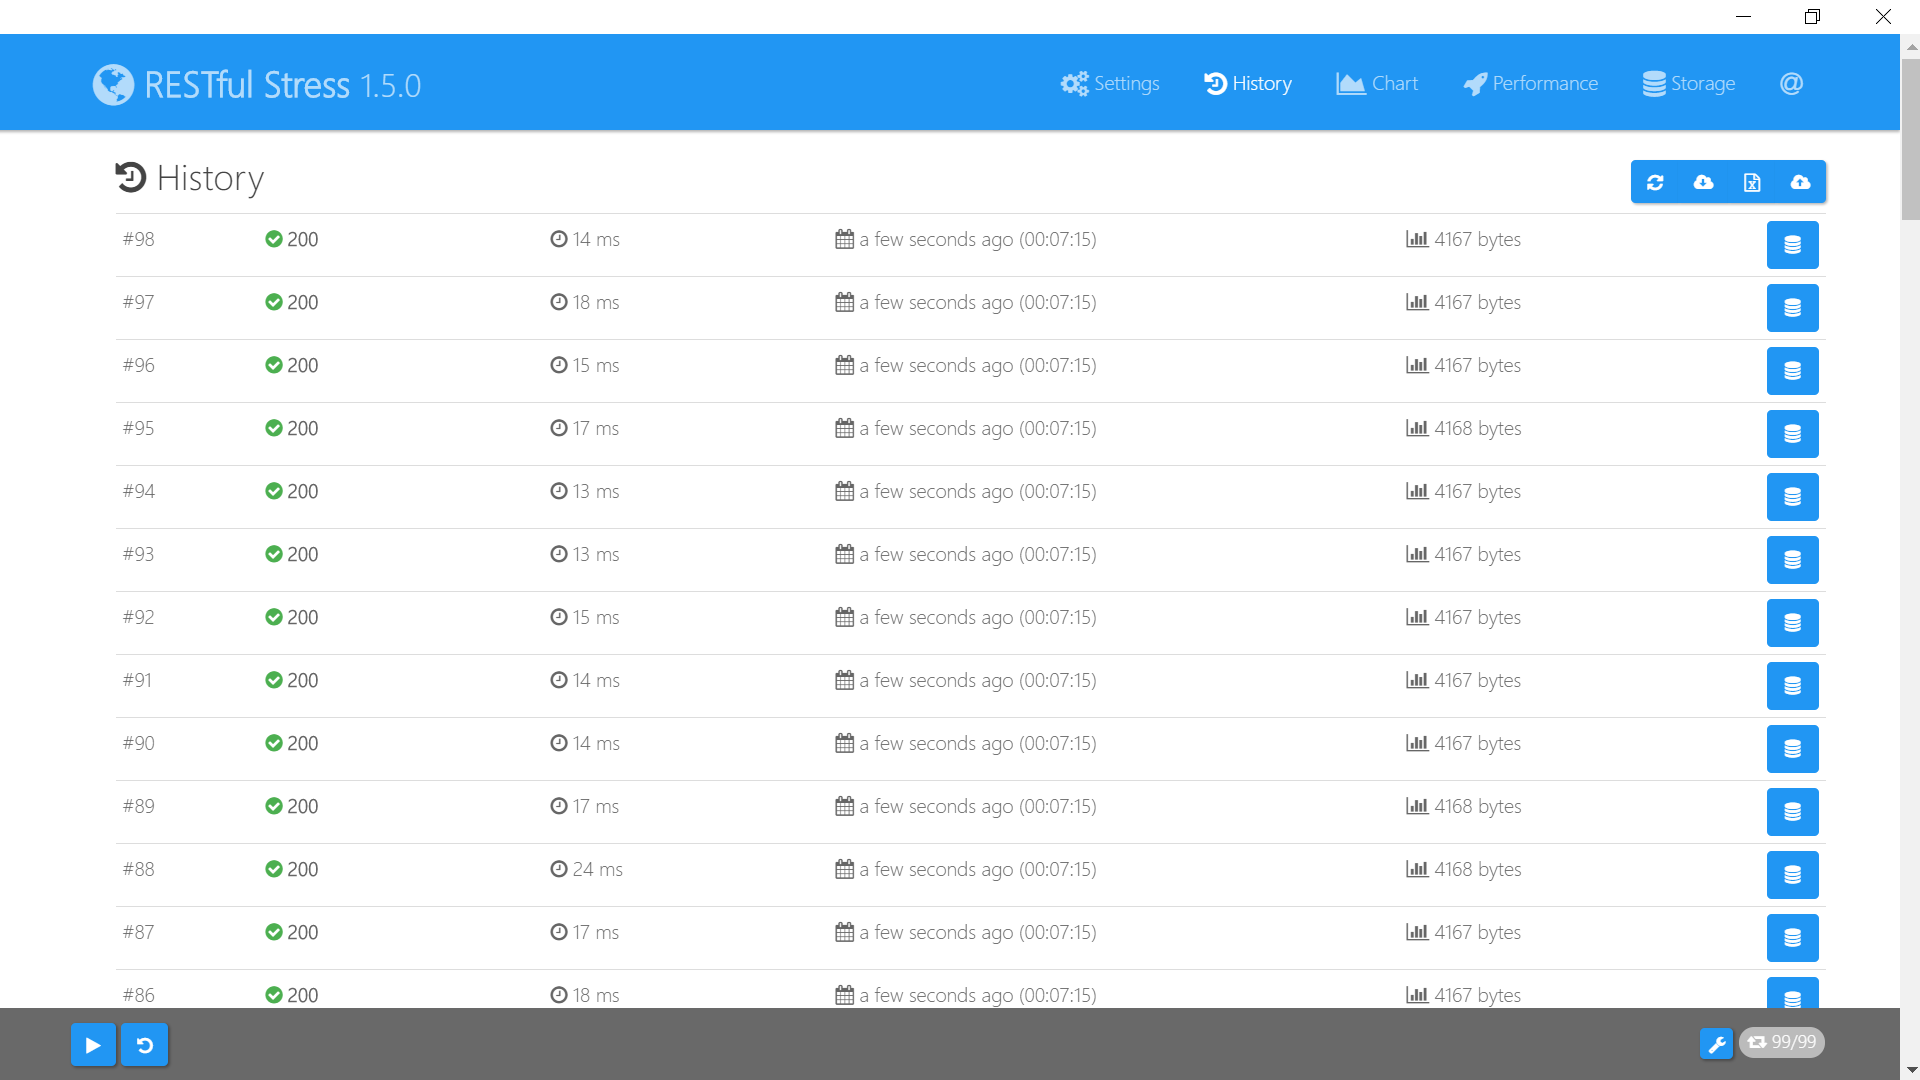 RESTful Stress 1.5.0 Settings History Chart Performance Storage @
History
#98 200 14 ms a few seconds ago (00:07:15) 4167 bytes
#97 200 18 ms a few seconds ago (00:07:15) 4167 bytes
#96 200 15 ms a few seconds ago (00:07:15) 4167 bytes
#95 200 17 ms a few seconds ago (00:07:15) 4168 bytes
#94 200 13 ms a few seconds ago (00:07:15) 4167 bytes
#93 200 13 ms a few seconds ago (00:07:15) 4167 bytes
#92 200 15 ms a few seconds ago (00:07:15) 4167 bytes
#91 200 14 ms a few seconds ago (00:07:15) 4167 bytes
#90 200 14 ms a few seconds ago (00:07:15) 4167 bytes
#89 200 17 ms a few seconds ago (00:07:15) 4168 bytes
#88 200 24 ms a few seconds ago (00:07:15) 4168 bytes
#87 200 17 ms a few seconds ago (00:07:15) 4167 bytes
#86 200 18 ms a few seconds ago (00:07:15) 4167 bytes
99/99